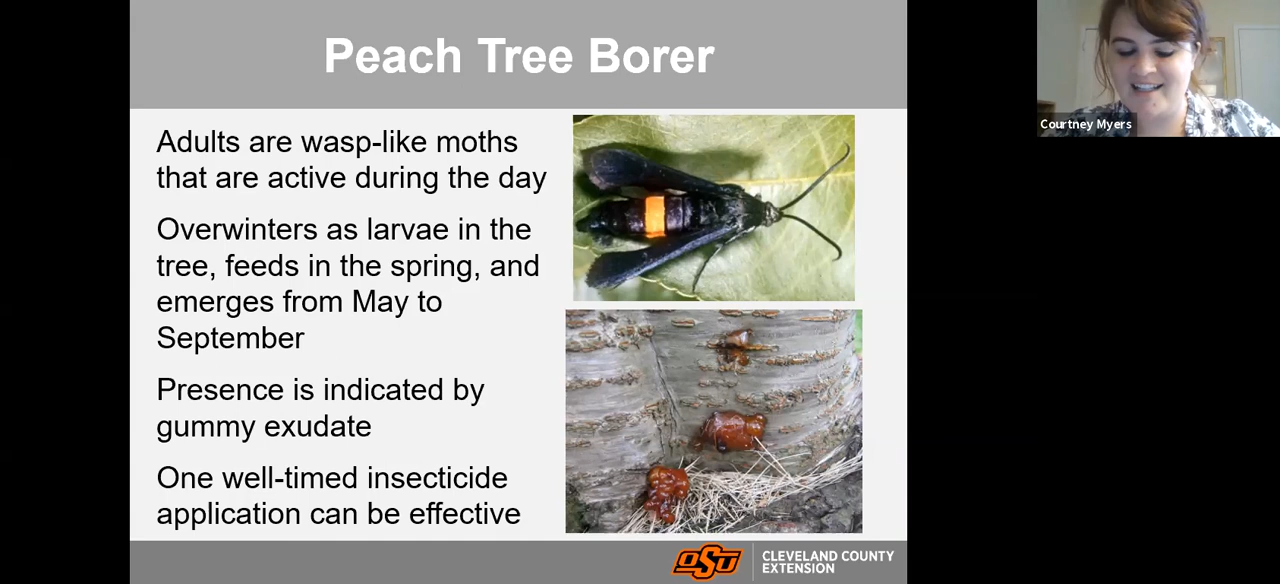 Peach Tree Borer
Adults are wasp-like moths
that are active during the day
Overwinters as larvae in the
tree, feeds in the spring, and
emerges from May to
September
Presence is indicated by
gummy exudate
One well-timed insecticide
application can be effective
OSU
CLEVELAND COUNTY
EXTENSION
Courtney Myers